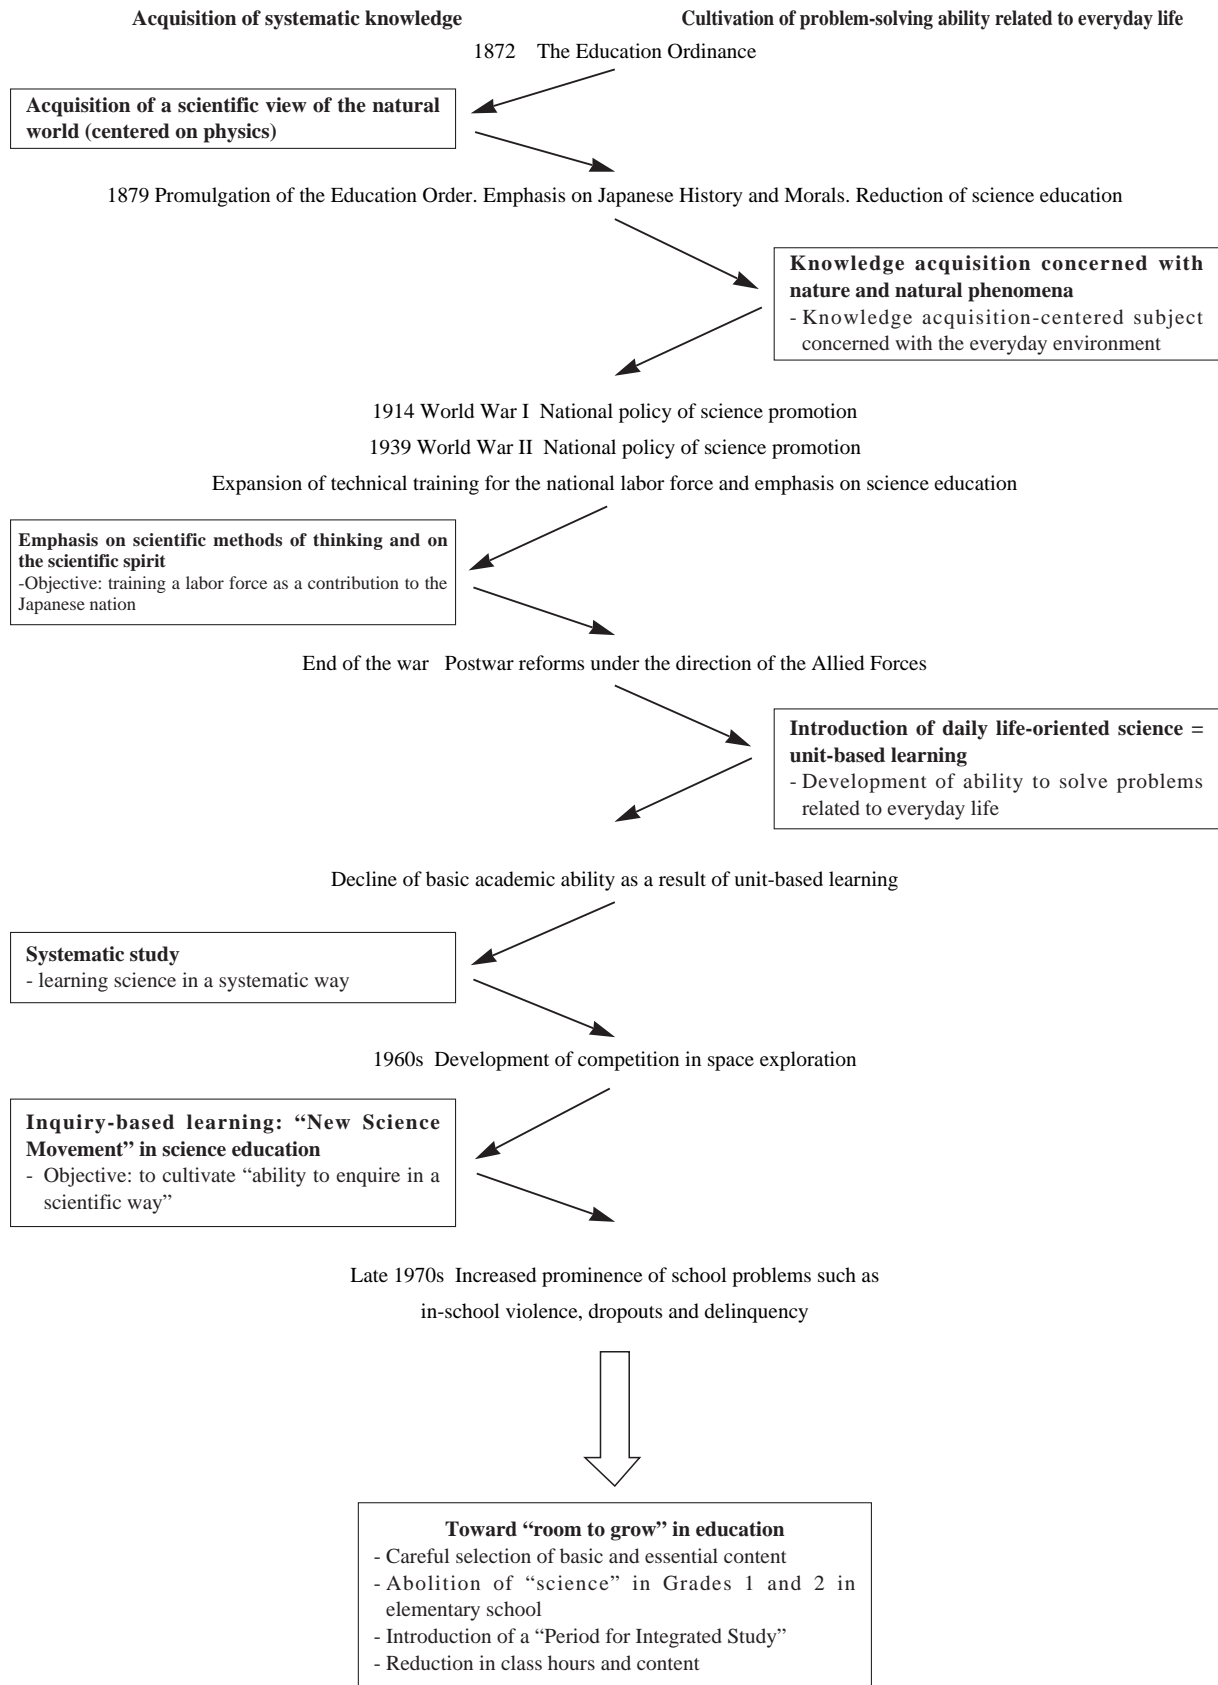 Acquisition of systematic knowledge
Cultivation of problem-solving ability related to everyday life
1872 The Education Ordinance
Acquisition of a scientific view of the natural
world (centered on physics)
1879 Promulgation of the Education Order. Emphasis on Japanese History and Morals. Reduction of science education
Knowledge acquisition concerned with
nature and natural phenomena
- Knowledge acquisition-centered subject
concerned with the everyday environment
1914 World War I National policy of science promotion
1939 World War II National policy of science promotion
Expansion of technical training for the national labor force and emphasis on science education
Emphasis on scientific methods of thinking and on
the scientific spirit
-Objective: training a labor force as a contribution to the
Japanese nation
End of the war Postwar reforms under the direction of the Allied Forces
Introduction of daily life-oriented science =
unit-based learning
- Development of ability to solve problems
related to everyday life
Decline of basic academic ability as a result of unit-based learning
Systematic study
- learning science in a systematic way
1960s Development of competition in space exploration
Inquiry-based learning: “New Science
Movement” in science education
- Objective: to cultivate “ability to enquire in a
scientific way”
Late 1970s Increased prominence of school problems such as
in-school violence, dropouts and delinquency
Toward “room to grow” in education
- Careful selection of basic and essential content
- Abolition of “science” in Grades 1 and 2 in
elementary school
- Introduction of a “Period for Integrated Study”
- Reduction in class hours and content